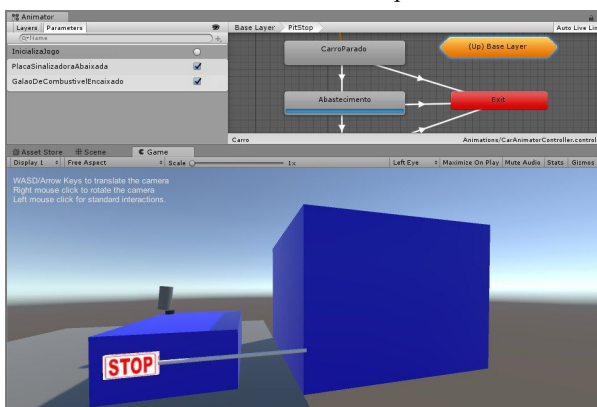 Animator
Layers Parameters
Name
InicializaJogo
PlacaSinalizadoraAbaixada
GalaoDeCombustivelEncaixado
Base Layer PitStop Auto Live Lin
CarroParado
(Up) Base Layer
Abastecimento
Exit
Carro Animations/CarAnimatorController.control
Asset Store Scene Game
Display 1 Free Aspect Scale 1x Left Eye Maximize On Play Mute Audio Stats Gizmos
WASD/Arrow Keys to translate the camera
Right mouse click to rotate the camera
Left mouse click for standard interactions.
STOP